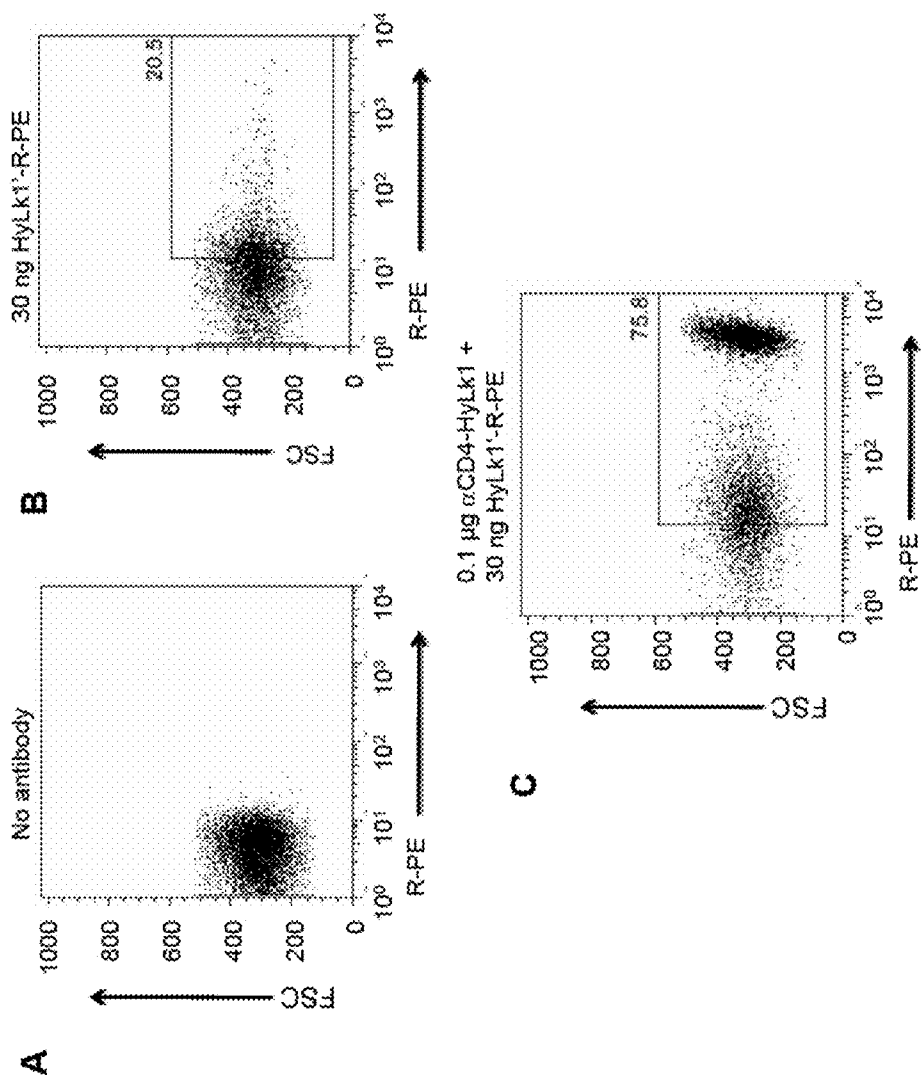 A
No antibody
1000
800
600
400
200
0
FSC
10⁰ 10¹ 10² 10³ 10⁴
R-PE
B
30 ng HyLk1'-R-PE
1000
800
600
400
200
0
FSC
20.5
10⁰ 10¹ 10² 10³ 10⁴
R-PE
C
0.1 µg αCD4-HyLk1 +
30 ng HyLk1'-R-PE
1000
800
600
400
200
0
FSC
75.8
10⁰ 10¹ 10² 10³ 10⁴
R-PE